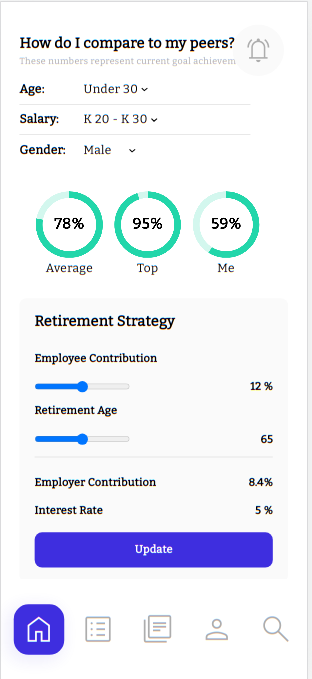 How do I compare to my peers?
These numbers represent current goal achievem
Age: Under 30
Salary: K 20 - K 30
Gender: Male
78% 95% 59%
Average Top Me
Retirement Strategy
Employee Contribution
12 %
Retirement Age
65
Employer Contribution 8.4%
Interest Rate 5 %
Update